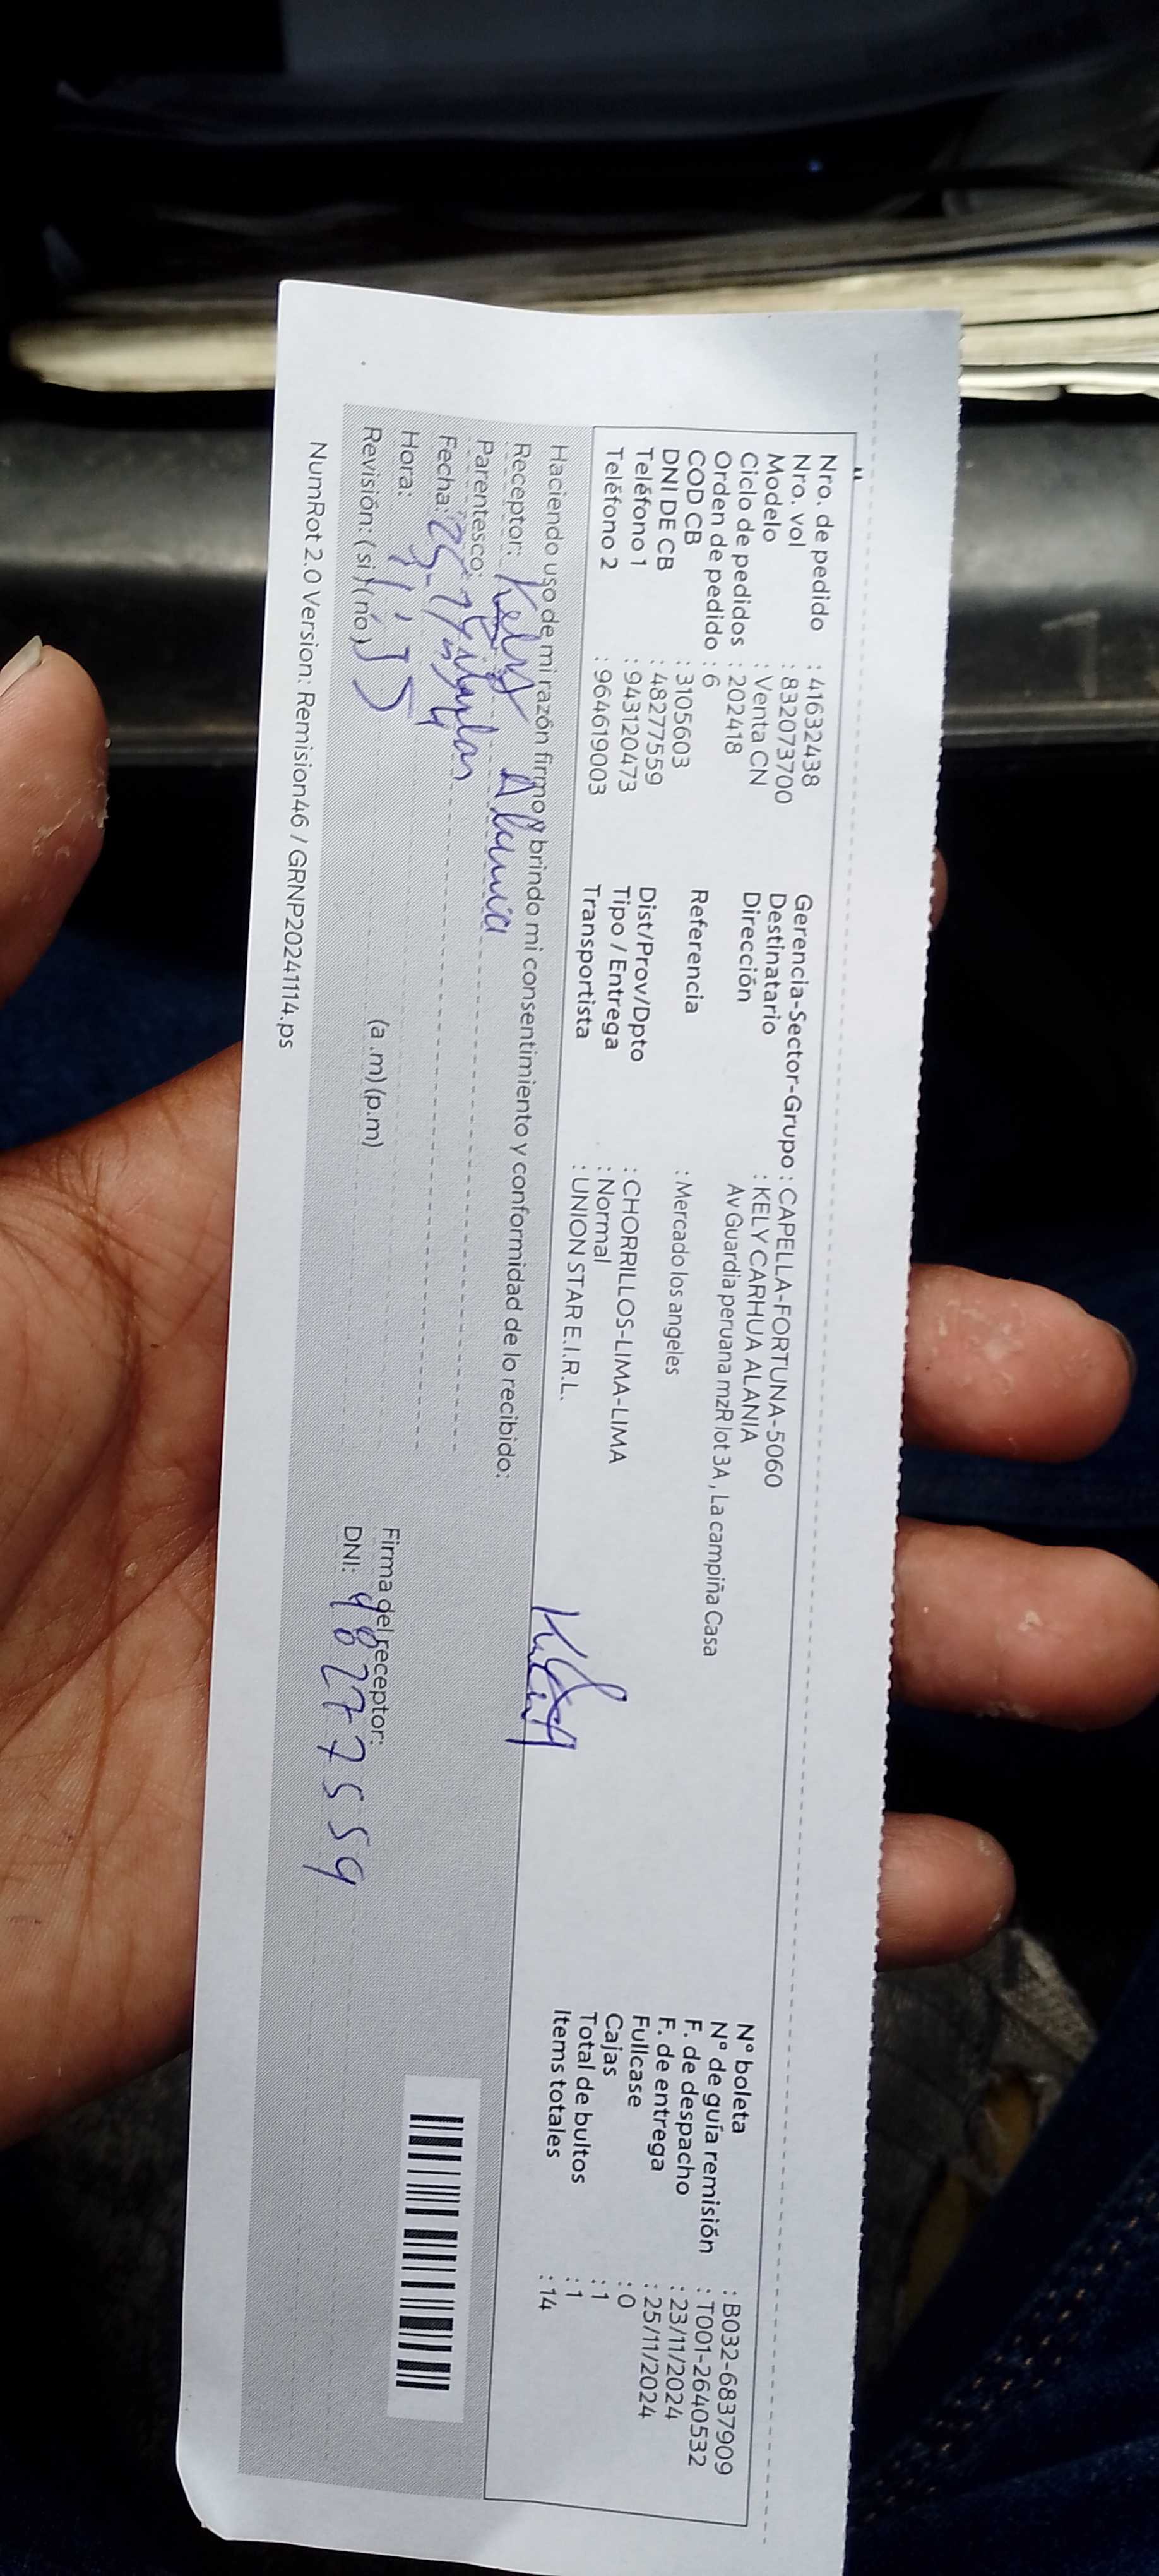 Nro. de pedido : 41632438
Nro. vol : 832073700
Modelo : Venta CN
Ciclo de pedidos : 202418
Orden de pedido : 6
COD CB : 3105603
DNI DE CB : 48277559
Teléfono 1 : 943120473
Teléfono 2 : 964619003
Gerencia-Sector-Grupo : CAPELLA-FORTUNA-5060
Destinatario : KELY CARHUA ALANIA
Dirección Av Guardia peruana mzR lot 3A , La campiña Casa
Referencia : Mercado los angeles
Dist/Prov/Dpto : CHORRILLOS-LIMA-LIMA
Tipo / Entrega : Normal
Transportista : UNION STAR E.I.R.L.
N° boleta : B032-6837909
N° de guía remisión : T001-2640532
F. de despacho : 23/11/2024
F. de entrega : 25/11/2024
Fullcase : 0
Cajas : 1
Total de bultos : 1
Items totales : 14
Haciendo uso de mi razón firmo y brindo mi consentimiento y conformidad de lo recibido:
Receptor: Kely Alania
Parentesco:
Fecha: 25-11
Hora: (a .m) (p.m)
Revisión: ( si ) ( no )
Firma del receptor:
DNI: 48277559
NumRot 2.0 Version: Remision46 / GRNP20241114.ps